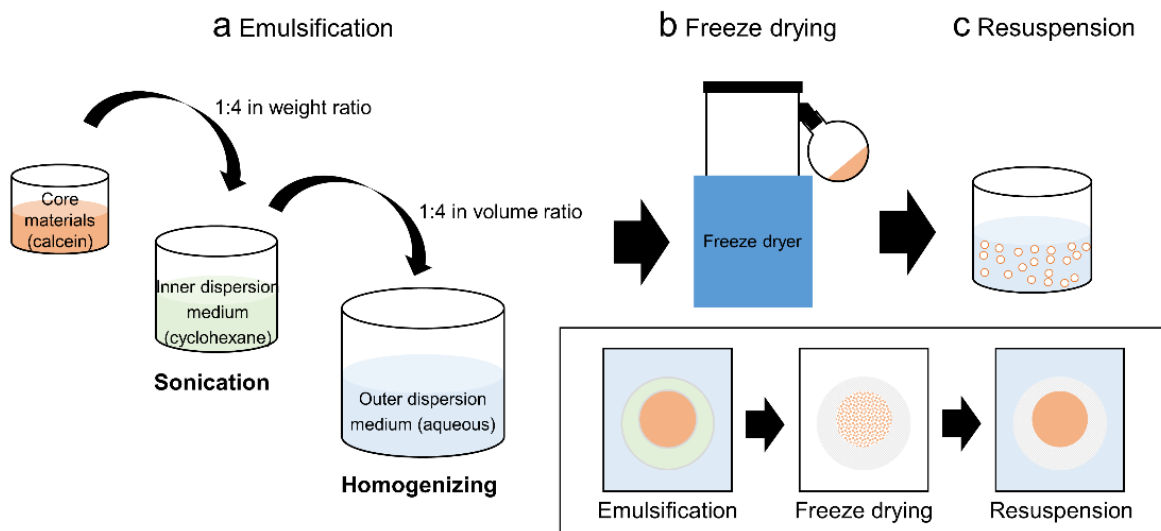 a Emulsification
b Freeze drying
c Resuspension
1:4 in weight ratio
Core
materials
(calcein)
1:4 in volume ratio
Inner dispersion
medium
(cyclohexane)
Sonication
Outer dispersion
medium (aqueous)
Homogenizing
Freeze dryer
Emulsification
Freeze drying
Resuspension